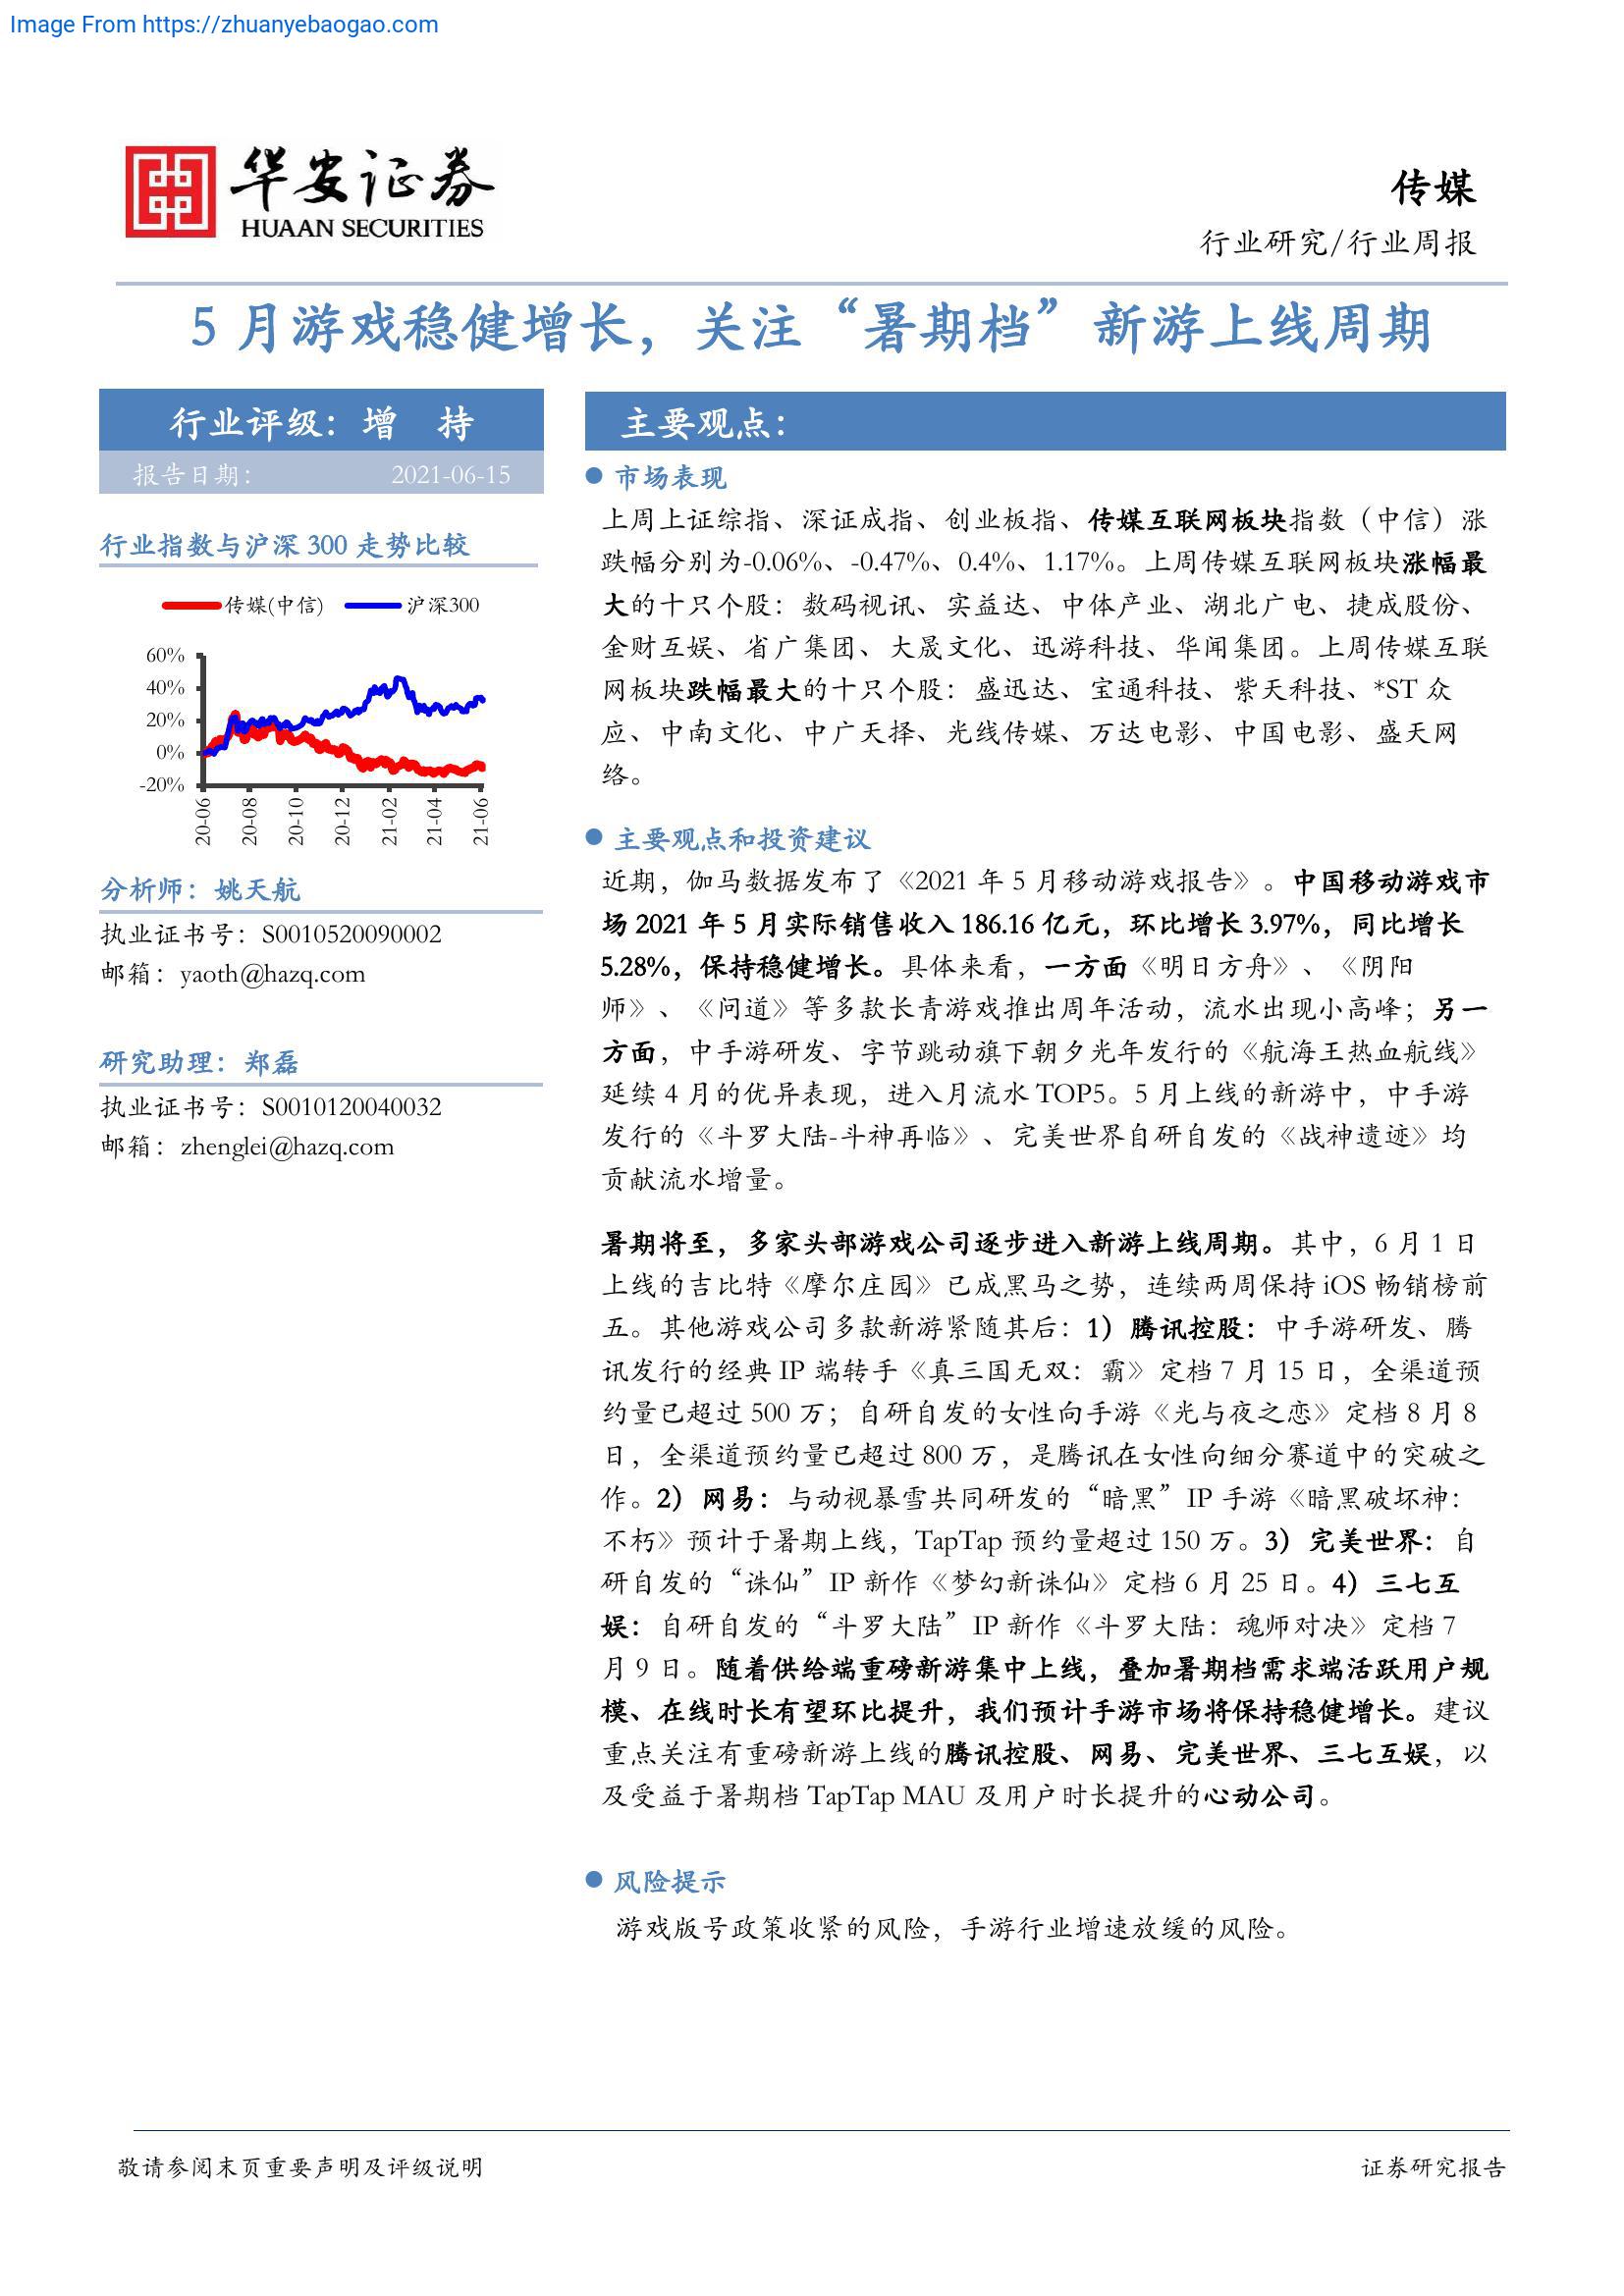 Image From https://zhuanyebaogao.com
华安证券
HUAAN SECURITIES
传媒
行业研究/行业周报
5 月游戏稳健增长，关注“暑期档”新游上线周期
行业评级：增 持
报告日期： 2021-06-15
行业指数与沪深 300 走势比较
传媒(中信) 沪深300
60%
40%
20%
0%
-20%
20-06
20-08
20-10
20-12
21-02
21-04
21-06
分析师：姚天航
执业证书号：S0010520090002
邮箱：yaoth@hazq.com
研究助理：郑磊
执业证书号：S0010120040032
邮箱：zhenglei@hazq.com
主要观点：
市场表现
上周上证综指、深证成指、创业板指、传媒互联网板块指数（中信）涨
跌幅分别为-0.06%、-0.47%、0.4%、1.17%。上周传媒互联网板块涨幅最
大的十只个股：数码视讯、实益达、中体产业、湖北广电、捷成股份、
金财互娱、省广集团、大晟文化、迅游科技、华闻集团。上周传媒互联
网板块跌幅最大的十只个股：盛迅达、宝通科技、紫天科技、*ST 众
应、中南文化、中广天择、光线传媒、万达电影、中国电影、盛天网
络。
主要观点和投资建议
近期，伽马数据发布了《2021 年 5 月移动游戏报告》。中国移动游戏市
场 2021 年 5 月实际销售收入 186.16 亿元，环比增长 3.97%，同比增长
5.28%，保持稳健增长。具体来看，一方面《明日方舟》、《阴阳
师》、《问道》等多款长青游戏推出周年活动，流水出现小高峰；另一
方面，中手游研发、字节跳动旗下朝夕光年发行的《航海王热血航线》
延续 4 月的优异表现，进入月流水 TOP5。5 月上线的新游中，中手游
发行的《斗罗大陆-斗神再临》、完美世界自研自发的《战神遗迹》均
贡献流水增量。
暑期将至，多家头部游戏公司逐步进入新游上线周期。其中，6 月 1 日
上线的吉比特《摩尔庄园》已成黑马之势，连续两周保持 iOS 畅销榜前
五。其他游戏公司多款新游紧随其后：1）腾讯控股：中手游研发、腾
讯发行的经典 IP 端转手《真三国无双：霸》定档 7 月 15 日，全渠道预
约量已超过 500 万；自研自发的女性向手游《光与夜之恋》定档 8 月 8
日，全渠道预约量已超过 800 万，是腾讯在女性向细分赛道中的突破之
作。2）网易：与动视暴雪共同研发的“暗黑”IP 手游《暗黑破坏神：
不朽》预计于暑期上线，TapTap 预约量超过 150 万。3）完美世界：自
研自发的“诛仙”IP 新作《梦幻新诛仙》定档 6 月 25 日。4）三七互
娱：自研自发的“斗罗大陆”IP 新作《斗罗大陆：魂师对决》定档 7
月 9 日。随着供给端重磅新游集中上线，叠加暑期档需求端活跃用户规
模、在线时长有望环比提升，我们预计手游市场将保持稳健增长。建议
重点关注有重磅新游上线的腾讯控股、网易、完美世界、三七互娱，以
及受益于暑期档 TapTap MAU 及用户时长提升的心动公司。
风险提示
游戏版号政策收紧的风险，手游行业增速放缓的风险。
敬请参阅末页重要声明及评级说明
证券研究报告